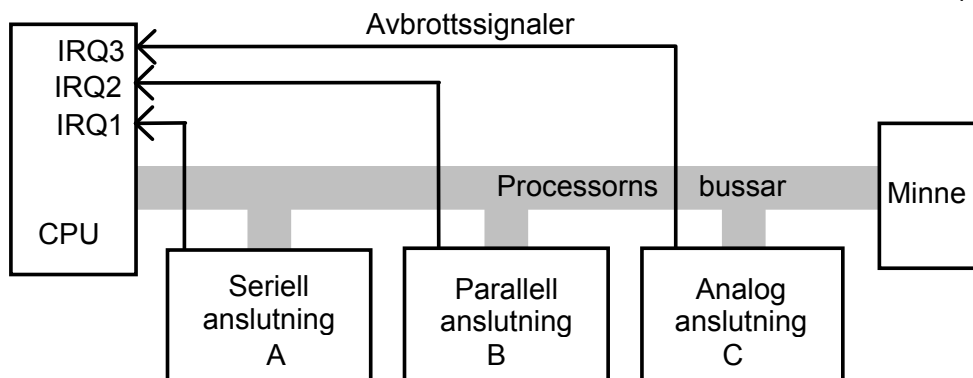 Avbrottssignaler
IRQ3
IRQ2
IRQ1
CPU
Processorns bussar
Minne
Seriell
anslutning
A
Parallell
anslutning
B
Analog
anslutning
C